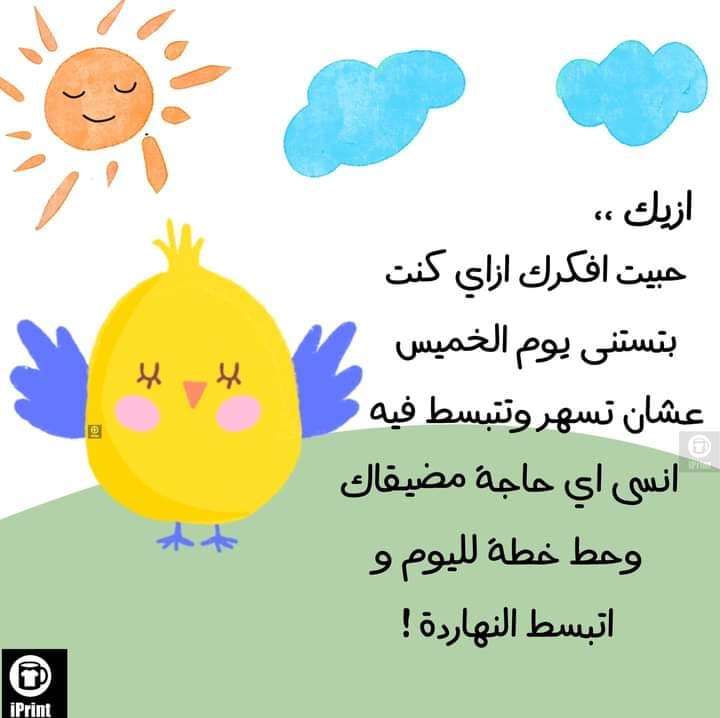 ازيك ،،
حبيت افكرك ازاي كنت
بتستنى يوم الخميس
عشان تسهر وتتبسط فيه
انسى اي حاجة مضيقاك
وحط خطة لليوم و
اتبسط النهاردة !
iPrint
iPrint